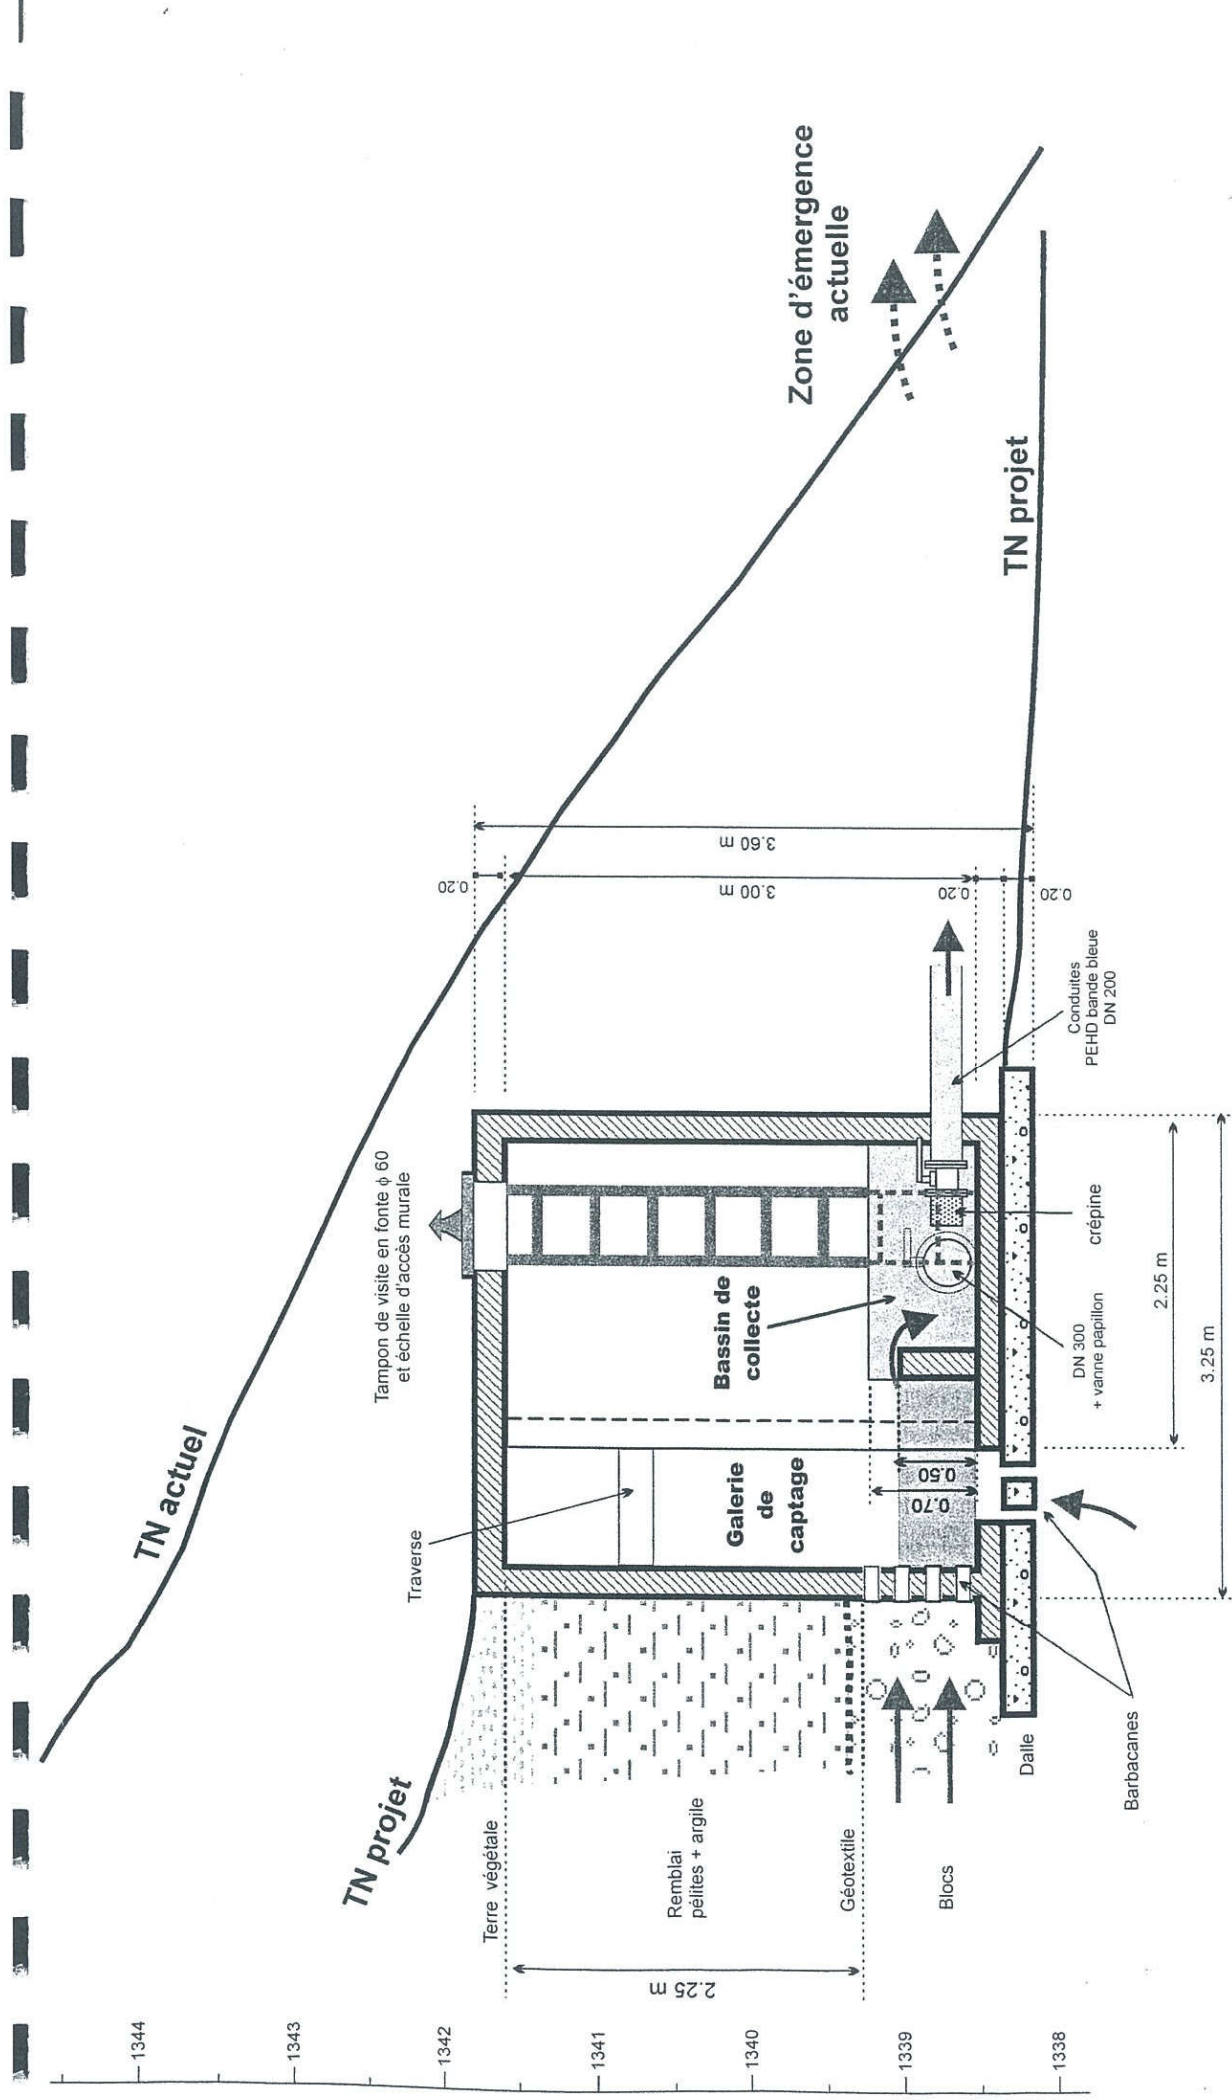 TN actuel
Zone d'émergence
actuelle
TN projet
TN projet
Tampon de visite en fonte ϕ 60
et échelle d'accès murale
Traverse
Terre végétale
Remblai
pélites + argile
Géotextile
Blocs
Dalle
Barbacanes
Galerie
de
captage
Bassin de
collecte
0.70
0.50
DN 300
+ vanne papillon
crépine
Conduites
PEHD bande bleue
DN 200
0.20
3.00 m
0.20
0.20
3.60 m
2.25 m
2.25 m
3.25 m
1344
1343
1342
1341
1340
1339
1338